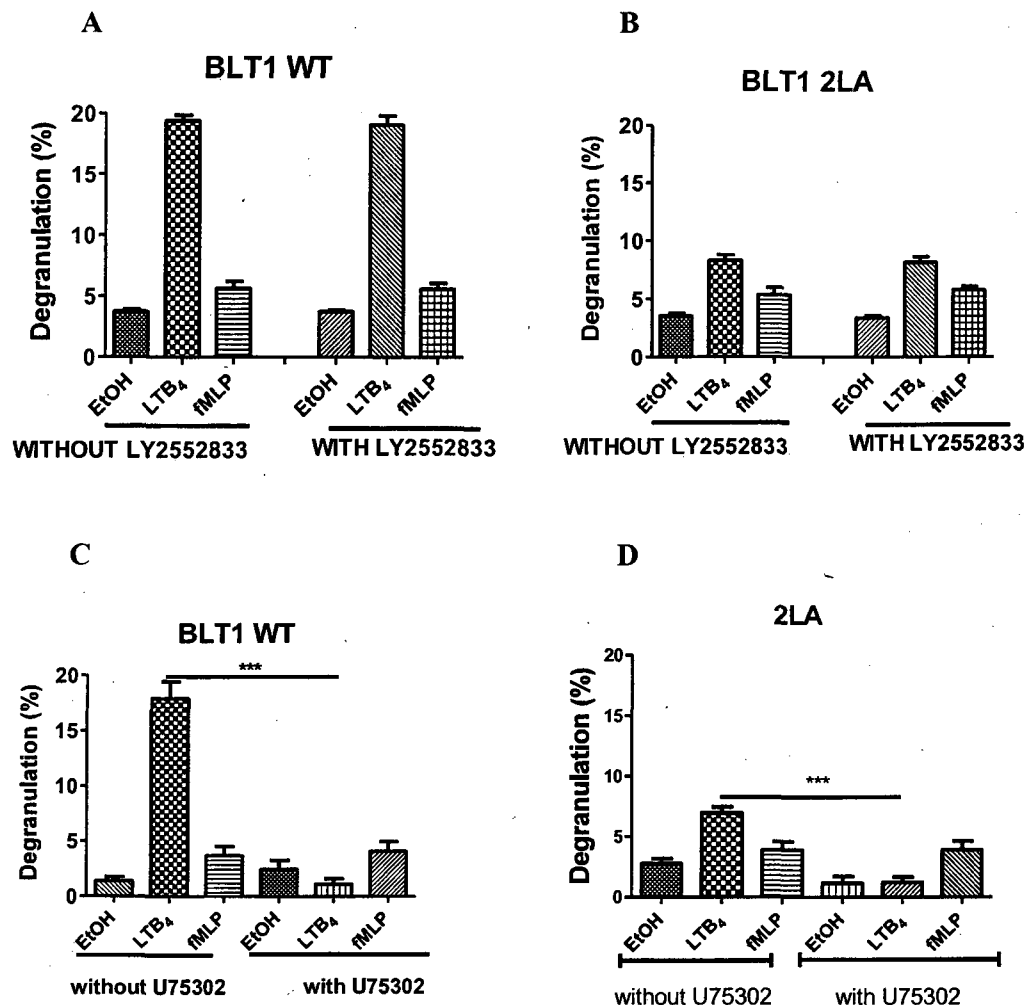 A
BLT1 WT
Degranulation (%)
20
15
10
5
0
EtOH
LTB4
fMLP
EtOH
LTB4
fMLP
WITHOUT LY2552833
WITH LY2552833
B
BLT1 2LA
Degranulation (%)
20
15
10
5
0
EtOH
LTB4
fMLP
EtOH
LTB4
fMLP
WITHOUT LY2552833
WITH LY2552833
C
BLT1 WT
***
Degranulation (%)
20
15
10
5
0
EtOH
LTB4
fMLP
EtOH
LTB4
fMLP
without U75302
with U75302
D
2LA
***
Degranulation (%)
20
15
10
5
0
EtOH
LTB4
fMLP
EtOH
LTB4
fMLP
without U75302
with U75302